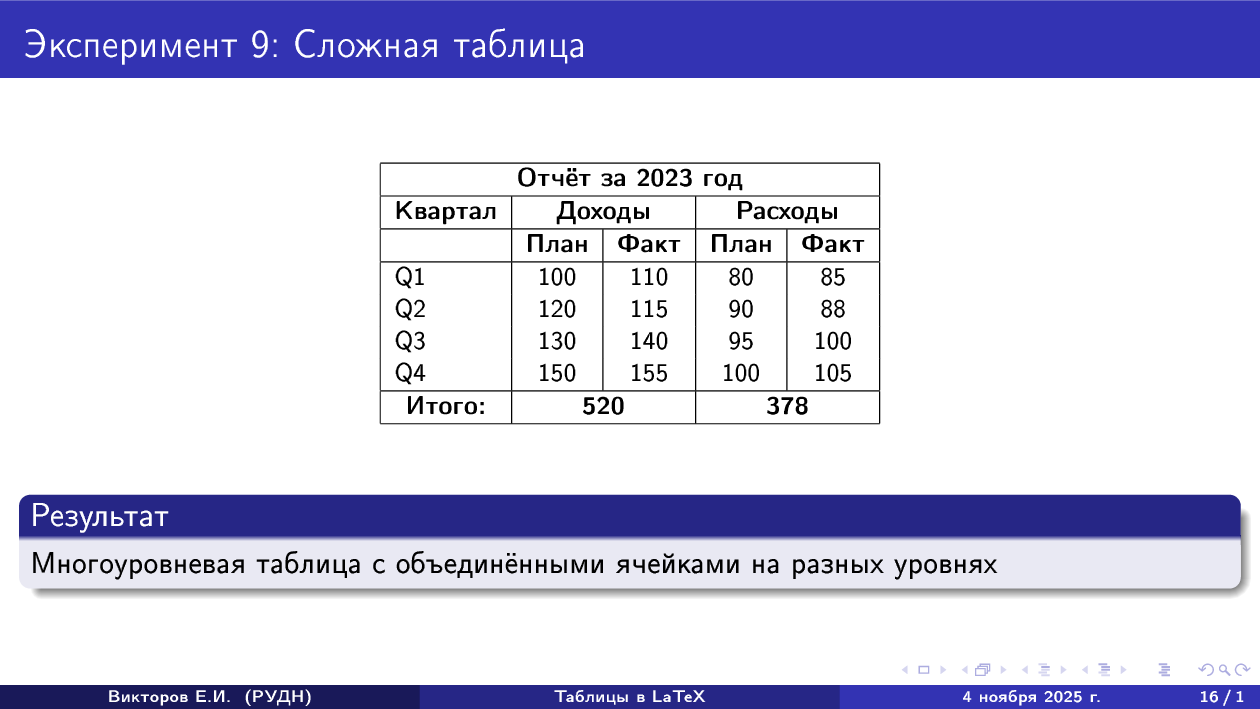 Эксперимент 9: Сложная таблица
Отчёт за 2023 год
Квартал Доходы Расходы
План Факт План Факт
Q1 100 110 80 85
Q2 120 115 90 88
Q3 130 140 95 100
Q4 150 155 100 105
Итого: 520 378
Результат
Многоуровневая таблица с объединёнными ячейками на разных уровнях
Викторов Е.И. (РУДН) Таблицы в LaTeX 4 ноября 2025 г. 16 / 1